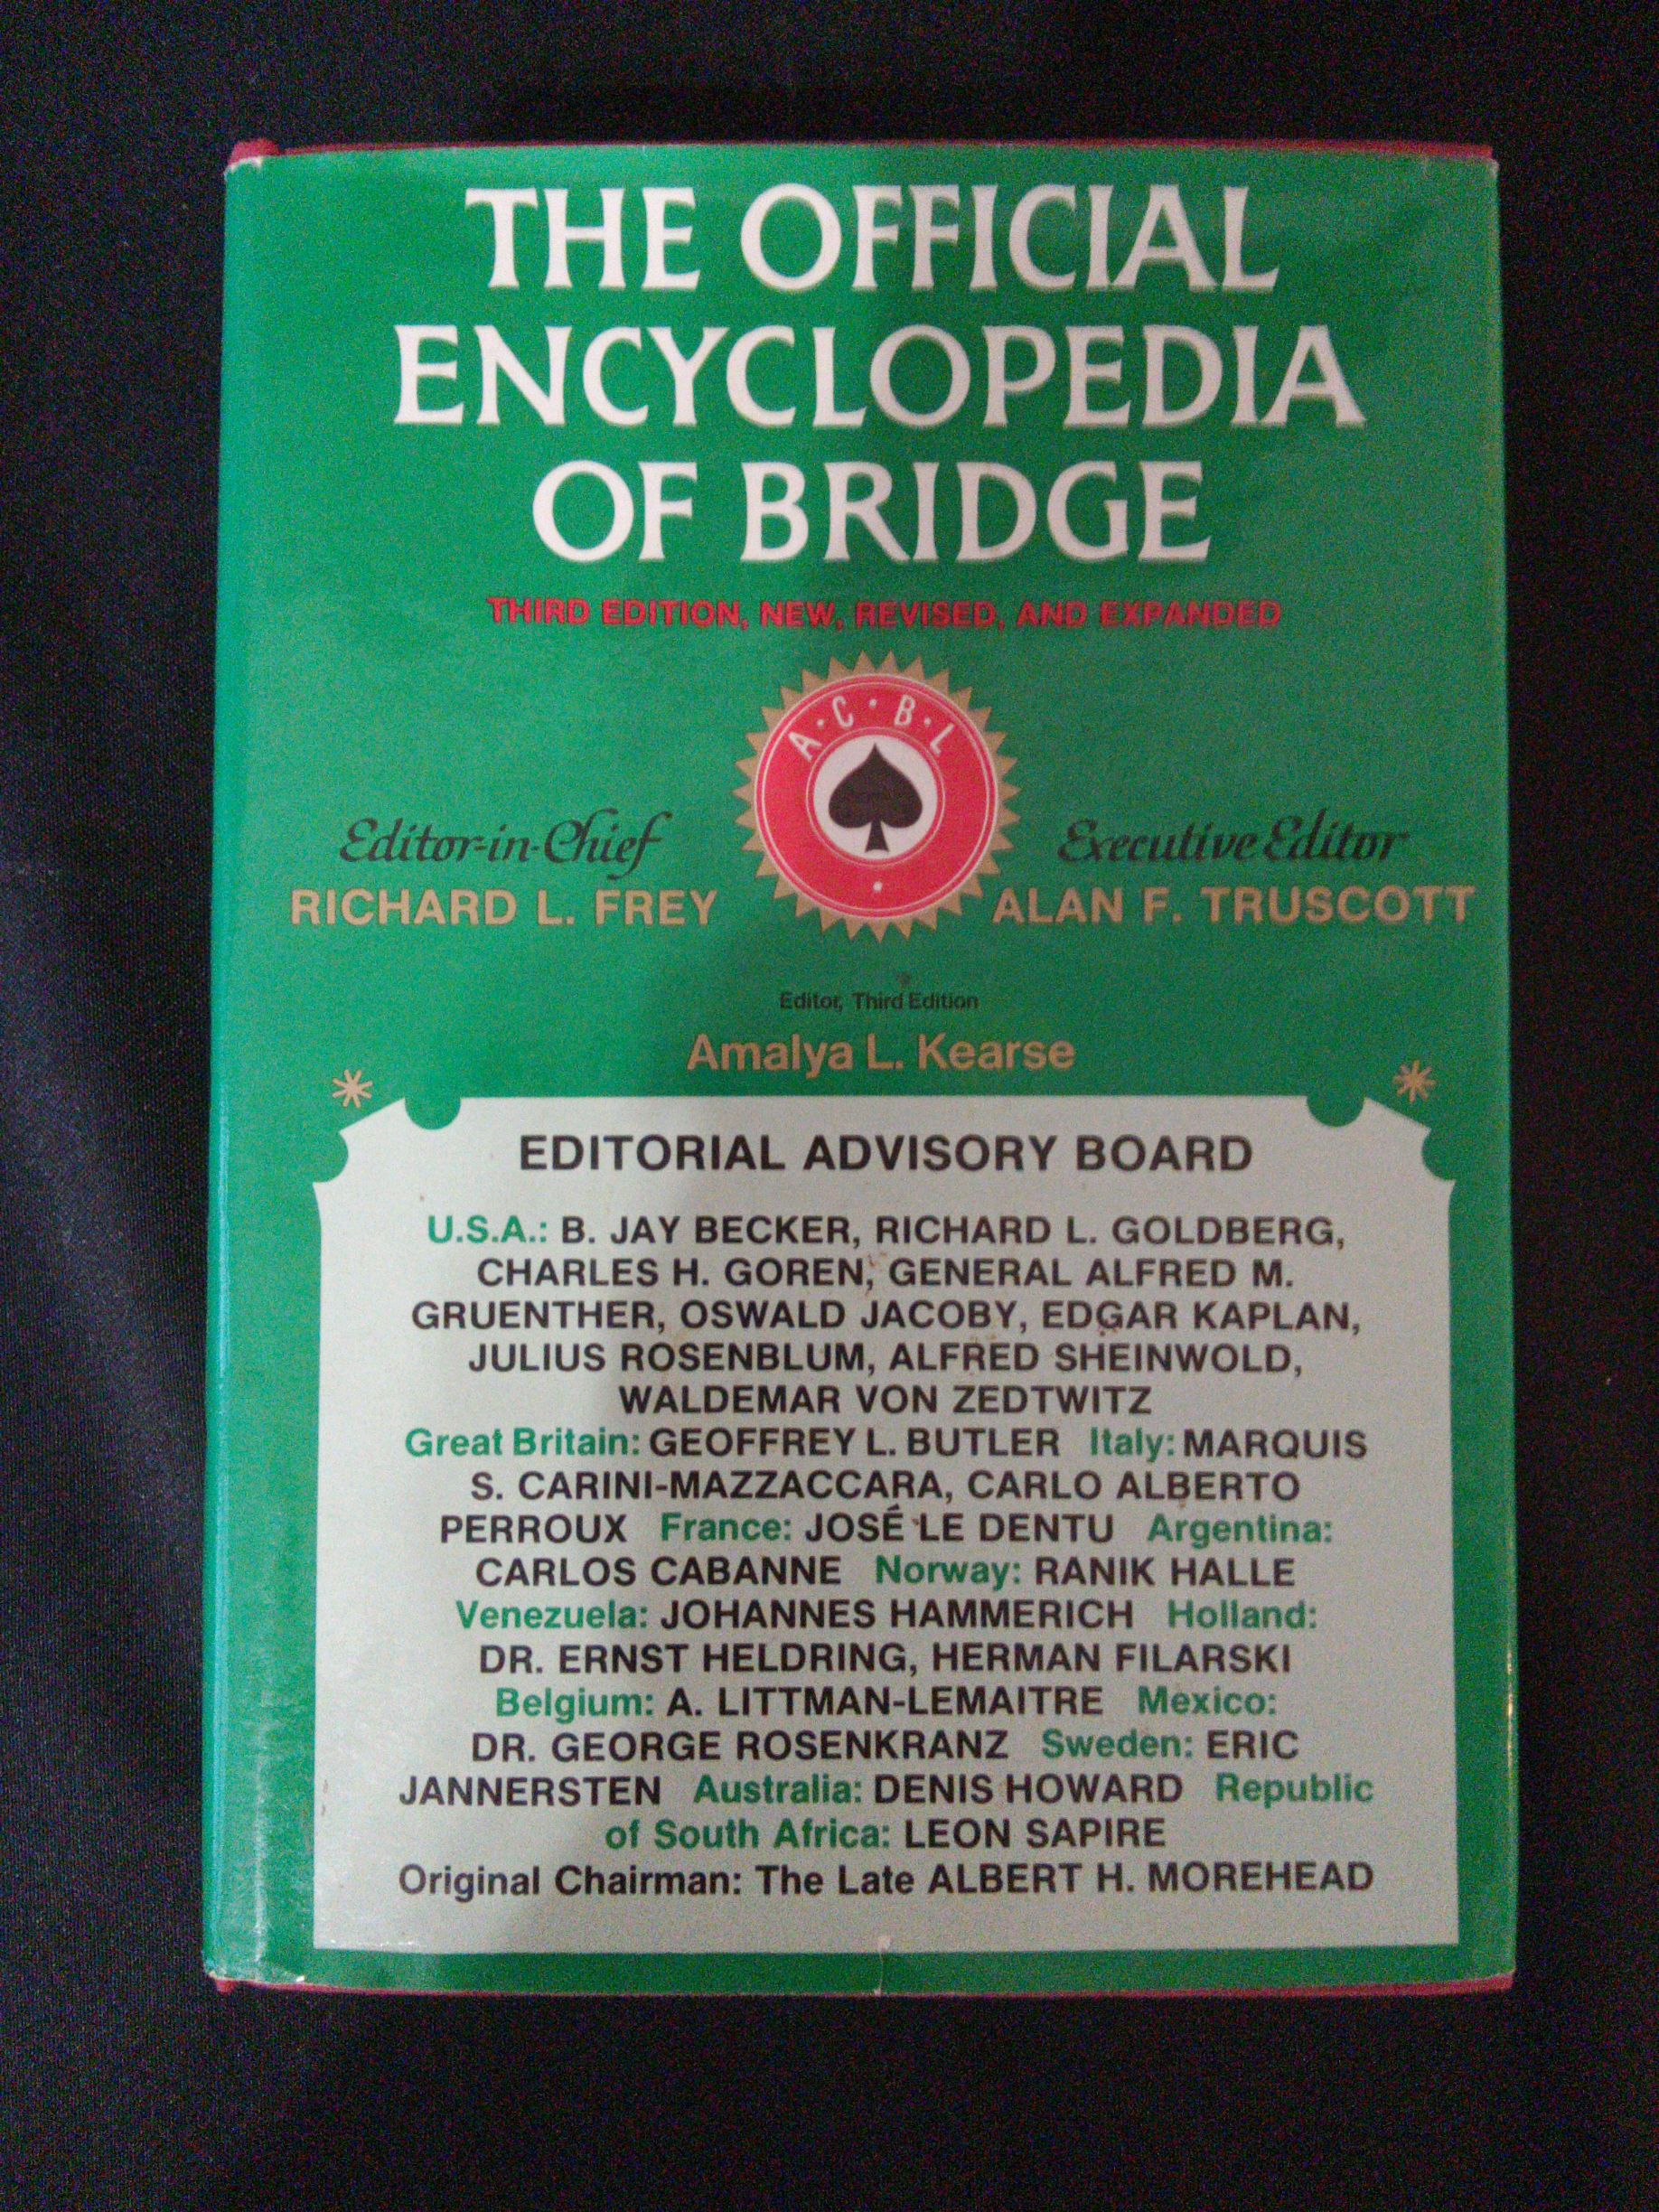 THE OFFICIAL
ENCYCLOPEDIA
OF BRIDGE
THIRD EDITION, NEW, REVISED, AND EXPANDED
A·C·B·L
Editor-in-Chief
RICHARD L. FREY
Executive Editor
ALAN F. TRUSCOTT
Editor, Third Edition
Amalya L. Kearse
EDITORIAL ADVISORY BOARD
U.S.A.: B. JAY BECKER, RICHARD L. GOLDBERG,
CHARLES H. GOREN, GENERAL ALFRED M.
GRUENTHER, OSWALD JACOBY, EDGAR KAPLAN,
JULIUS ROSENBLUM, ALFRED SHEINWOLD,
WALDEMAR VON ZEDTWITZ
Great Britain: GEOFFREY L. BUTLER Italy: MARQUIS
S. CARINI-MAZZACCARA, CARLO ALBERTO
PERROUX France: JOSÉ LE DENTU Argentina:
CARLOS CABANNE Norway: RANIK HALLE
Venezuela: JOHANNES HAMMERICH Holland:
DR. ERNST HELDRING, HERMAN FILARSKI
Belgium: A. LITTMAN-LEMAITRE Mexico:
DR. GEORGE ROSENKRANZ Sweden: ERIC
JANNERSTEN Australia: DENIS HOWARD Republic
of South Africa: LEON SAPIRE
Original Chairman: The Late ALBERT H. MOREHEAD